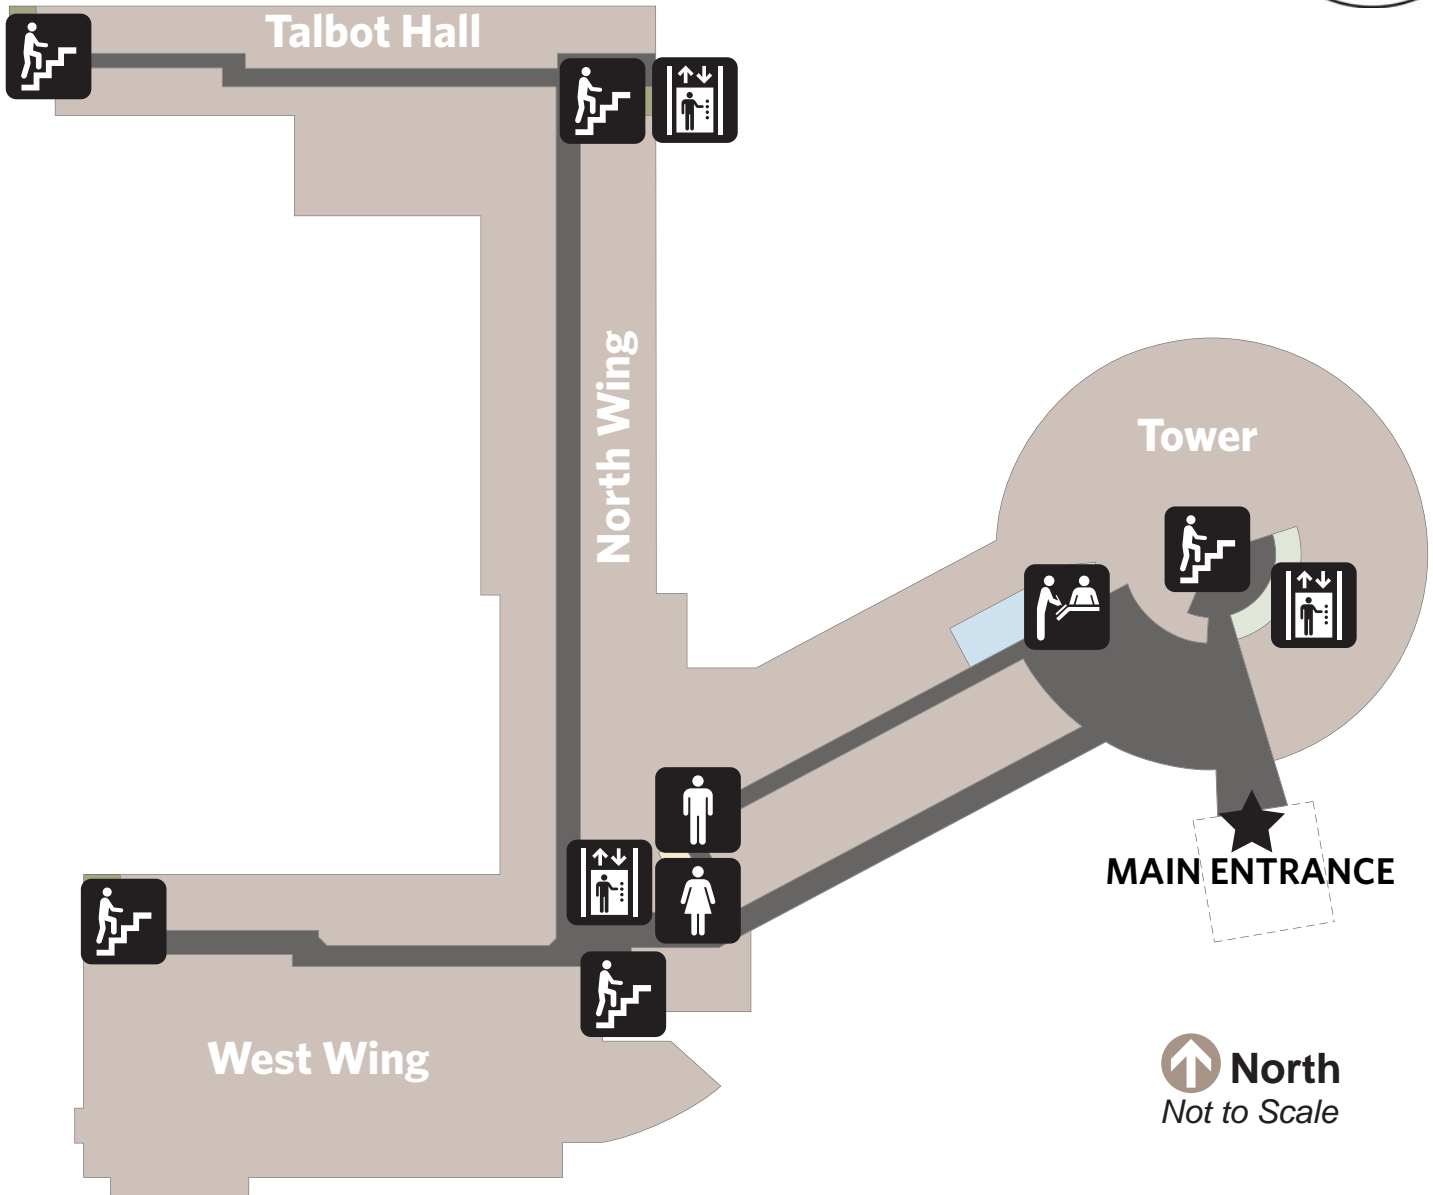 Talbot Hall
North Wing
Tower
MAIN ENTRANCE
West Wing
North
Not to Scale